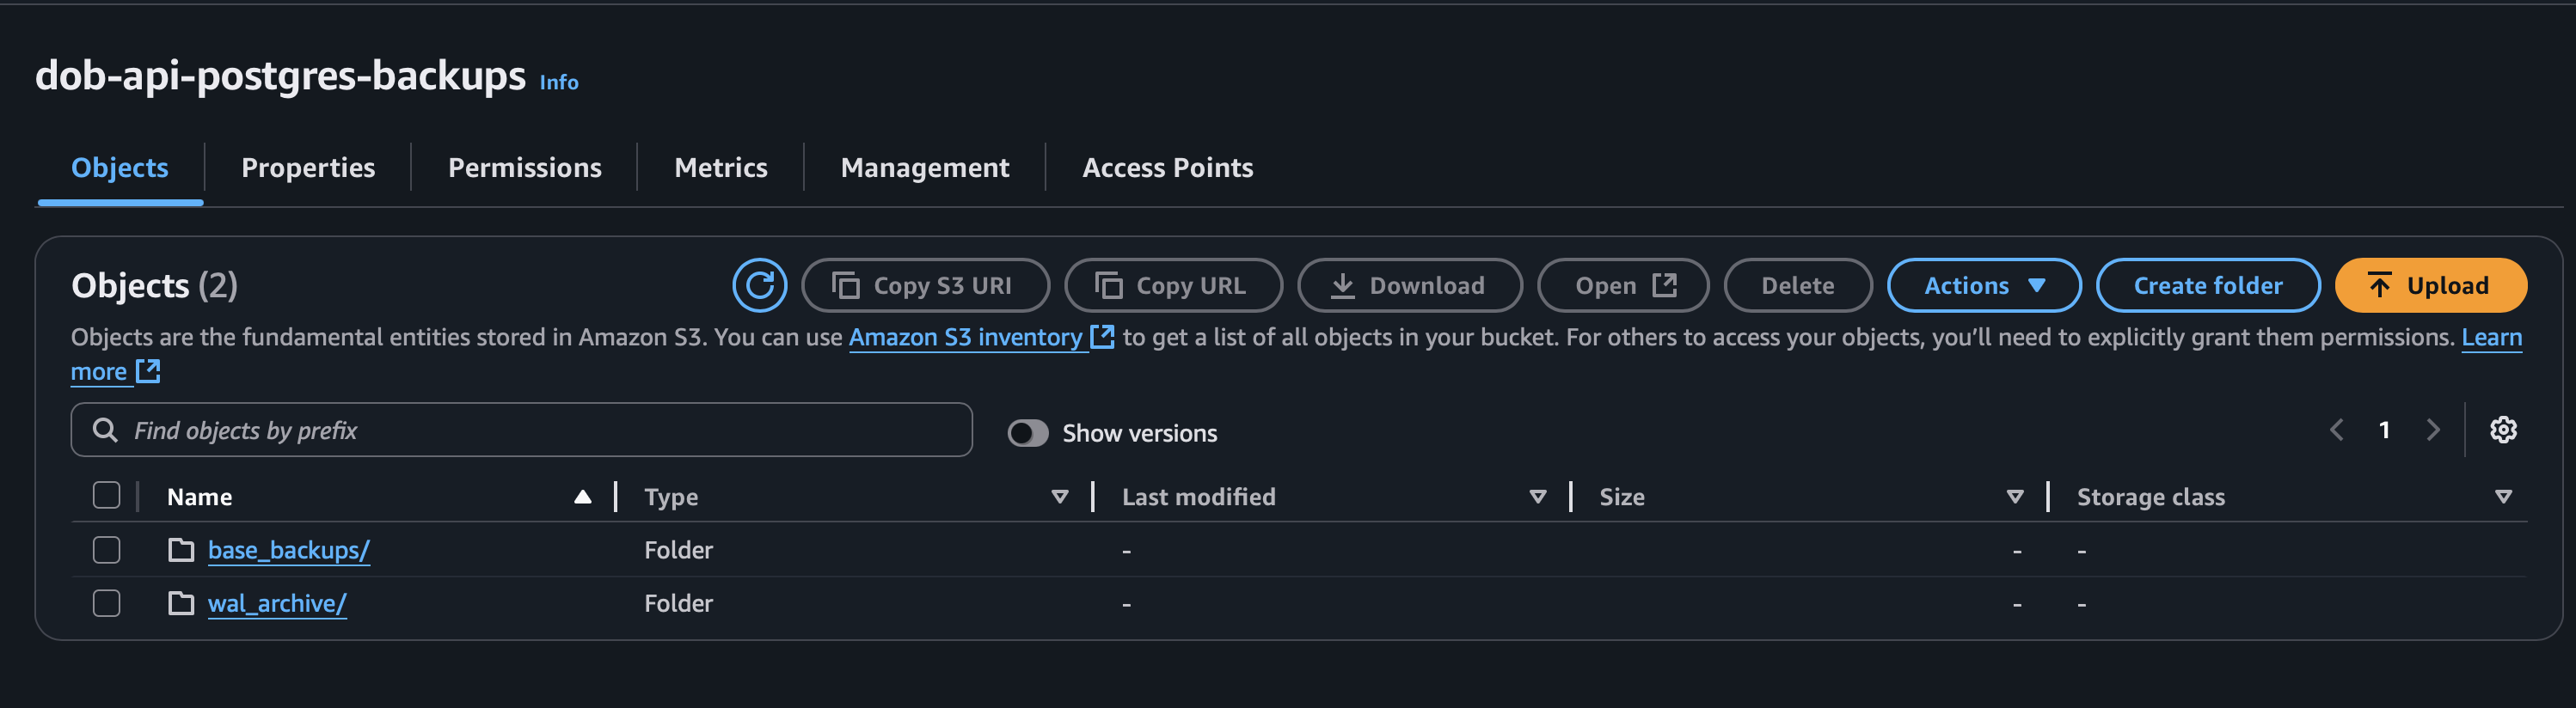 dob-api-postgres-backups Info
Objects Properties Permissions Metrics Management Access Points
Objects (2) Copy S3 URI Copy URL Download Open Delete Actions Create folder Upload
Objects are the fundamental entities stored in Amazon S3. You can use Amazon S3 inventory to get a list of all objects in your bucket. For others to access your objects, you’ll need to explicitly grant them permissions. Learn
more
Find objects by prefix Show versions 1
Name Type Last modified Size Storage class
base_backups/ Folder - - -
wal_archive/ Folder - - -